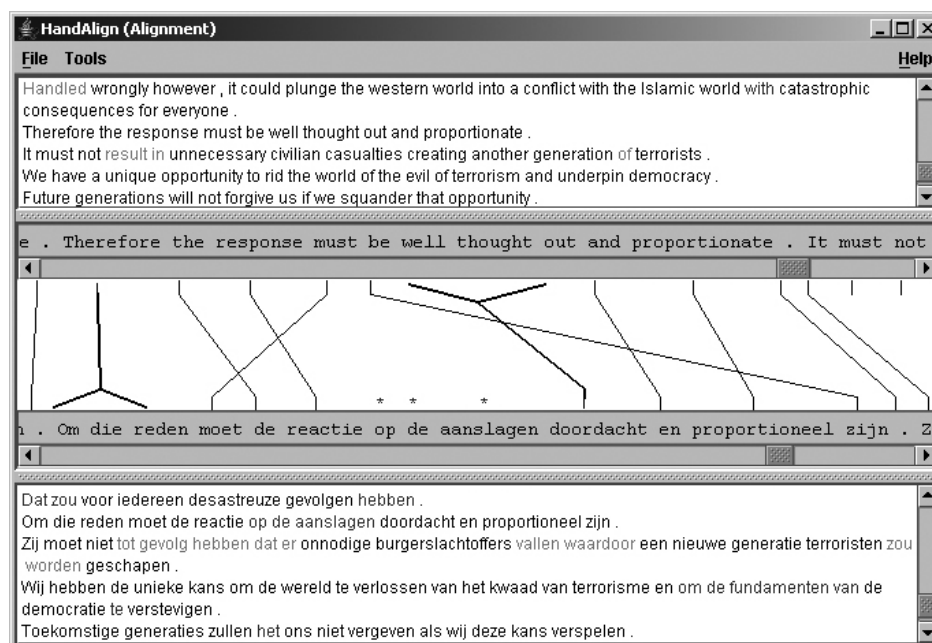 HandAlign (Alignment)
File Tools Help
Handled wrongly however , it could plunge the western world into a conflict with the Islamic world with catastrophic
consequences for everyone .
Therefore the response must be well thought out and proportionate .
It must not result in unnecessary civilian casualties creating another generation of terrorists .
We have a unique opportunity to rid the world of the evil of terrorism and underpin democracy .
Future generations will not forgive us if we squander that opportunity .
e . Therefore the response must be well thought out and proportionate . It must not
* * *
n . Om die reden moet de reactie op de aanslagen doordacht en proportioneel zijn . Z
Dat zou voor iedereen desastreuze gevolgen hebben .
Om die reden moet de reactie op de aanslagen doordacht en proportioneel zijn .
Zij moet niet tot gevolg hebben dat er onnodige burgerslachtoffers vallen waardoor een nieuwe generatie terroristen zou
worden geschapen .
Wij hebben de unieke kans om de wereld te verlossen van het kwaad van terrorisme en om de fundamenten van de
democratie te verstevigen .
Toekomstige generaties zullen het ons niet vergeven als wij deze kans verspelen .